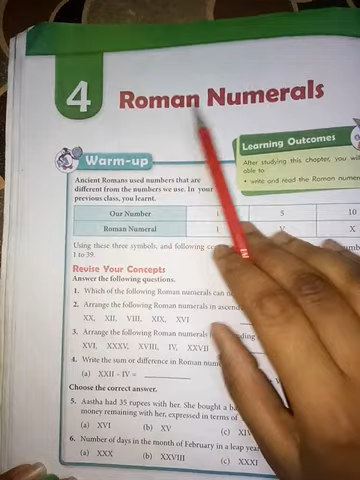 4
Roman Numerals
Learning Outcomes
After studying this chapter, you will
able to
• write and read the Roman numer
Warm-up
Ancient Romans used numbers that are
different from the numbers we use. In your
previous class, you learnt.
Our Number 1 5 10
Roman Numeral I V X
Using these three symbols, and following
1 to 39.
Revise Your Concepts
Answer the following questions.
1. Which of the following Roman numerals can
2. Arrange the following Roman numerals in
XX, XII, VIII, XIX, XVI
3. Arrange the following Roman numerals
XVI, XXXV, XVIII, IV, XXVII
4. Write the sum or difference in Roman
(a) XXII – IV =
Choose the correct answer.
5. Aastha had 35 rupees with her. She bought a
money remaining with her, expressed in terms of
(a) XVI (b) XV (c)
6. Number of days in the month of February in a leap year
(a) XXX (b) XXVIII (c) XXXI